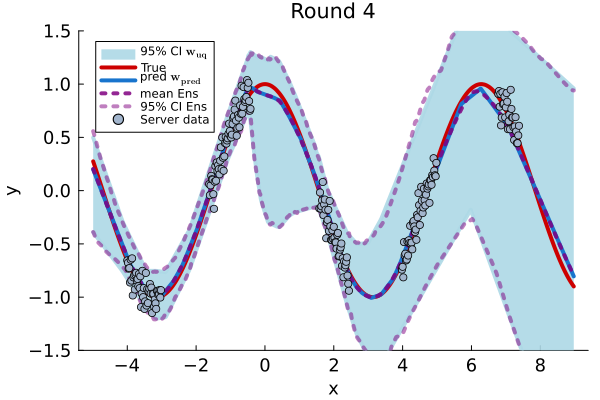 Round 4
1.5
1.0
0.5
0.0
−0.5
−1.0
−1.5
y
95% CI w_uq
True
pred w_pred
mean Ens
95% CI Ens
Server data
−4 −2 0 2 4 6 8
x